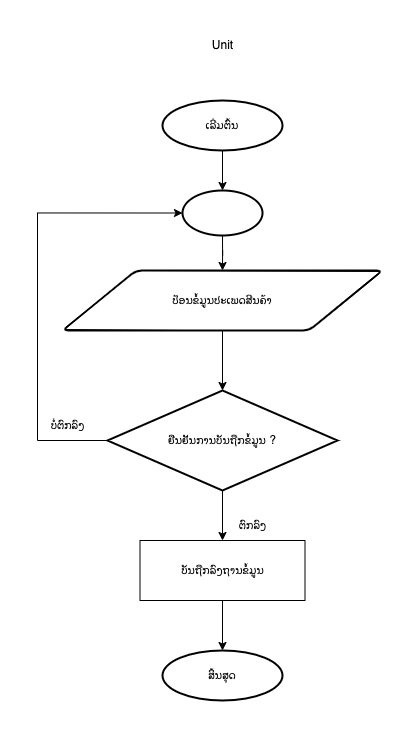 Unit
ເລີ່ມຕົ້ນ
ປ້ອນຂໍ້ມູນປະເພດສິນຄ້າ
ຢືນຢັນການບັນຖືກຂໍ້ມູນ ?
ບໍ່ຕົກລົງ
ຕົກລົງ
ບັນຖືກລົງຖານຂໍ້ມູນ
ສິ້ນສຸດ